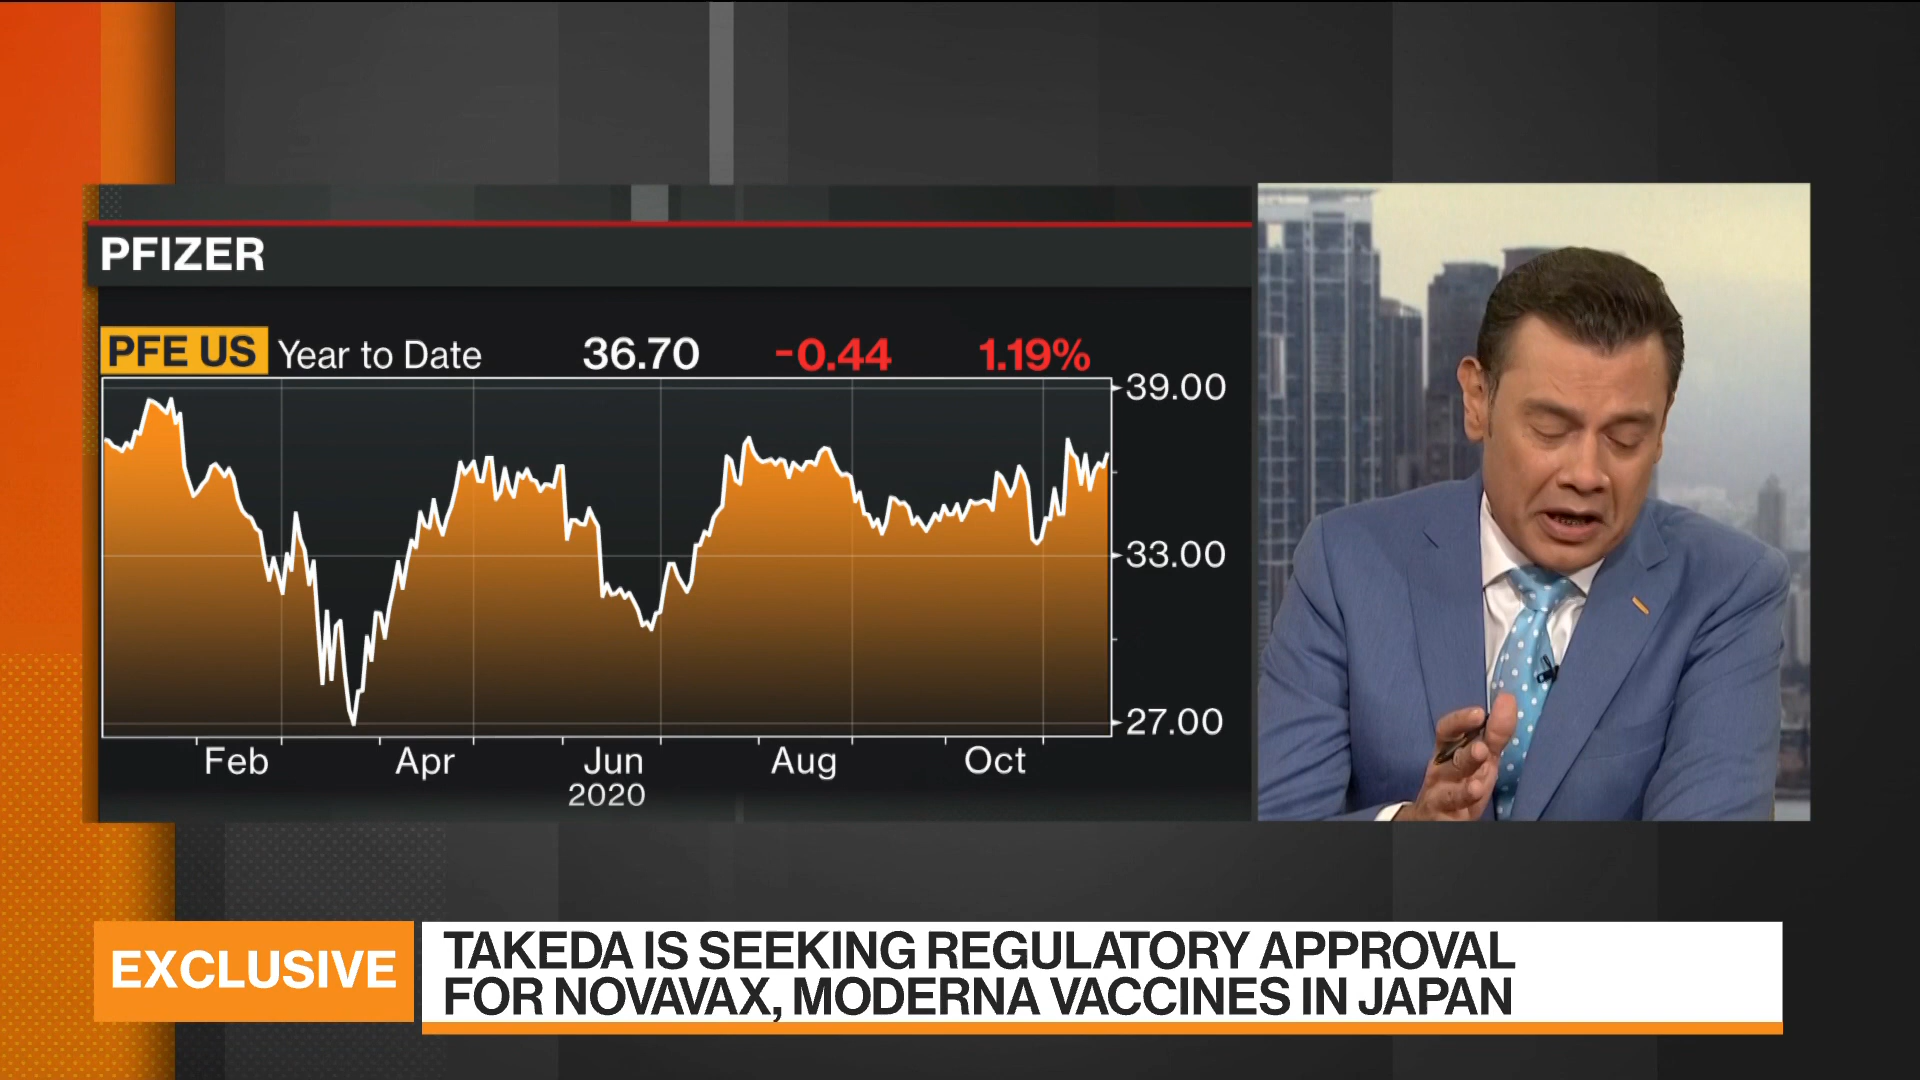 PFIZER
PFE US Year to Date 36.70 -0.44 1.19%
39.00
33.00
27.00
Feb Apr Jun Aug Oct
2020
EXCLUSIVE
TAKEDA IS SEEKING REGULATORY APPROVAL
FOR NOVAVAX, MODERNA VACCINES IN JAPAN